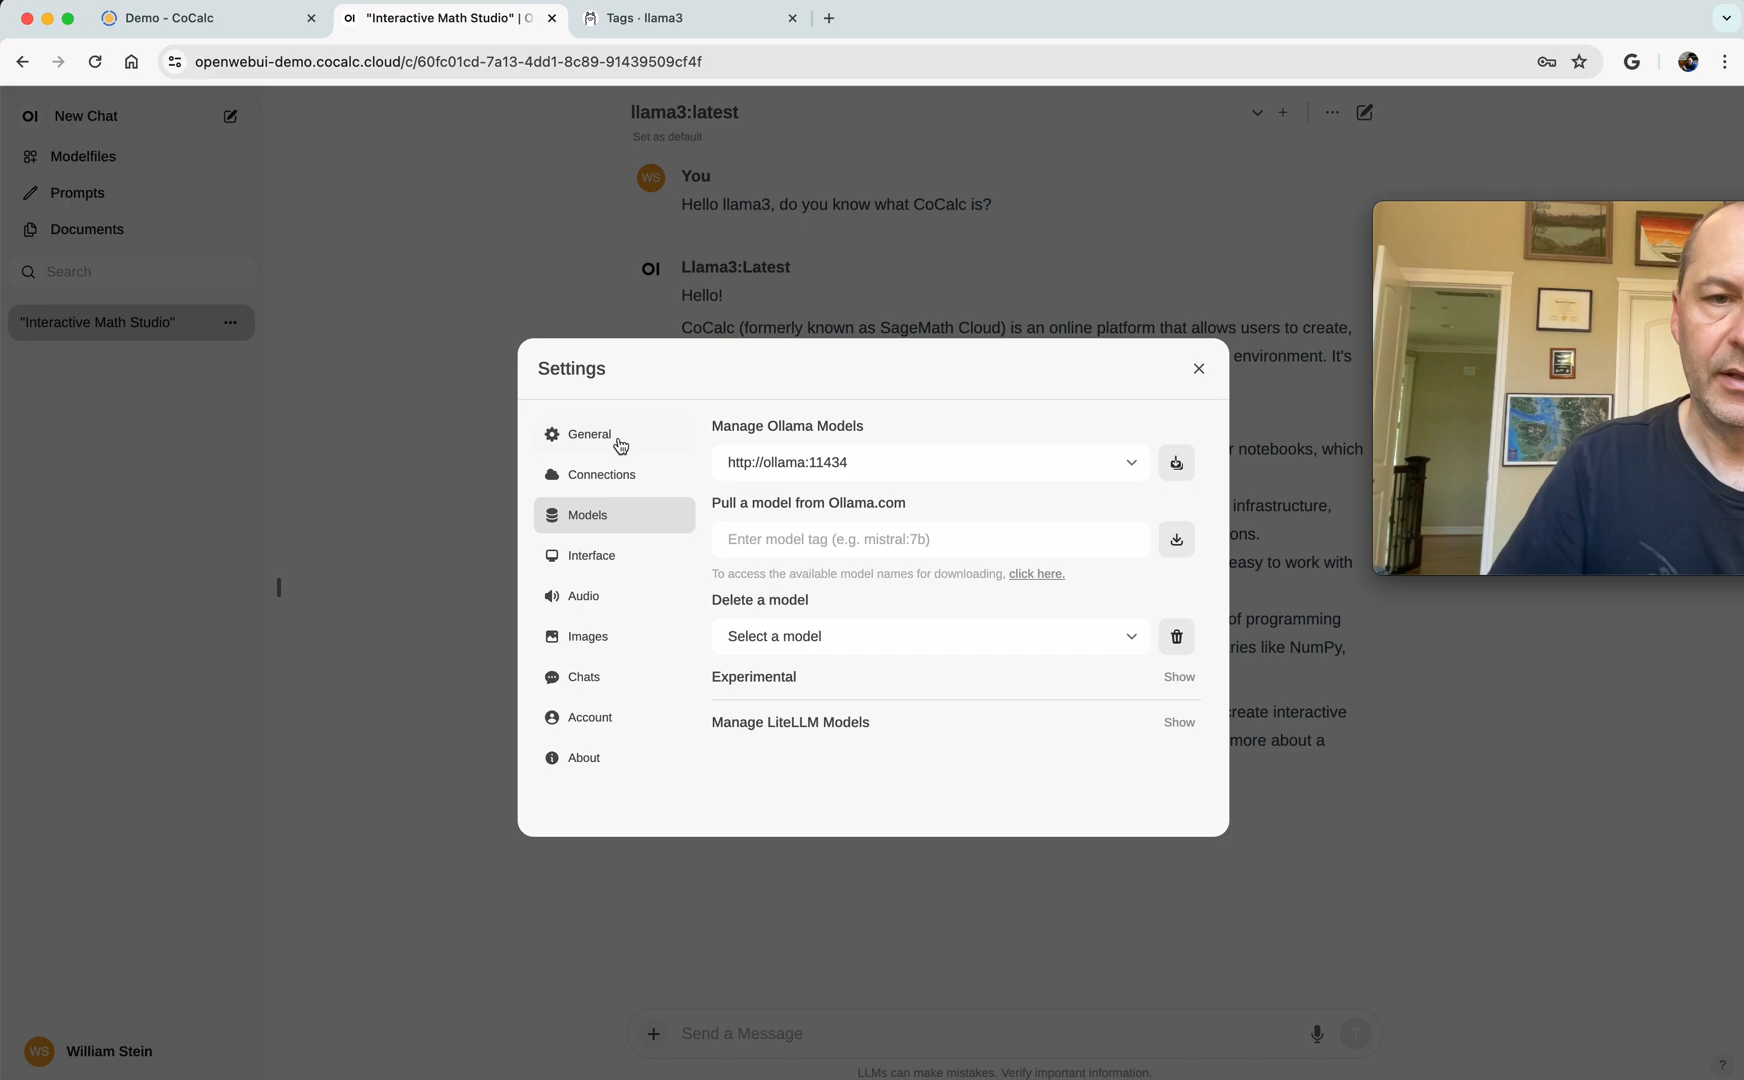 Demo - CoCalc
OI "Interactive Math Studio" | O
Tags · llama3
openwebui-demo.cocalc.cloud/c/60fc01cd-7a13-4dd1-8c89-91439509cf4f
G
OI New Chat
Modelfiles
Prompts
Documents
Search
"Interactive Math Studio"
llama3:latest
Set as default
WS You
Hello llama3, do you know what CoCalc is?
OI Llama3:Latest
Hello!
CoCalc (formerly known as SageMath Cloud) is an online platform that allows users to create,
environment. It's
r notebooks, which
infrastructure,
ons.
easy to work with
of programming
ries like NumPy,
create interactive
more about a
Settings
General
Connections
Models
Interface
Audio
Images
Chats
Account
About
Manage Ollama Models
http://ollama:11434
Pull a model from Ollama.com
Enter model tag (e.g. mistral:7b)
To access the available model names for downloading, click here.
Delete a model
Select a model
Experimental Show
Manage LiteLLM Models Show
Send a Message
LLMs can make mistakes. Verify important information.
WS William Stein
?